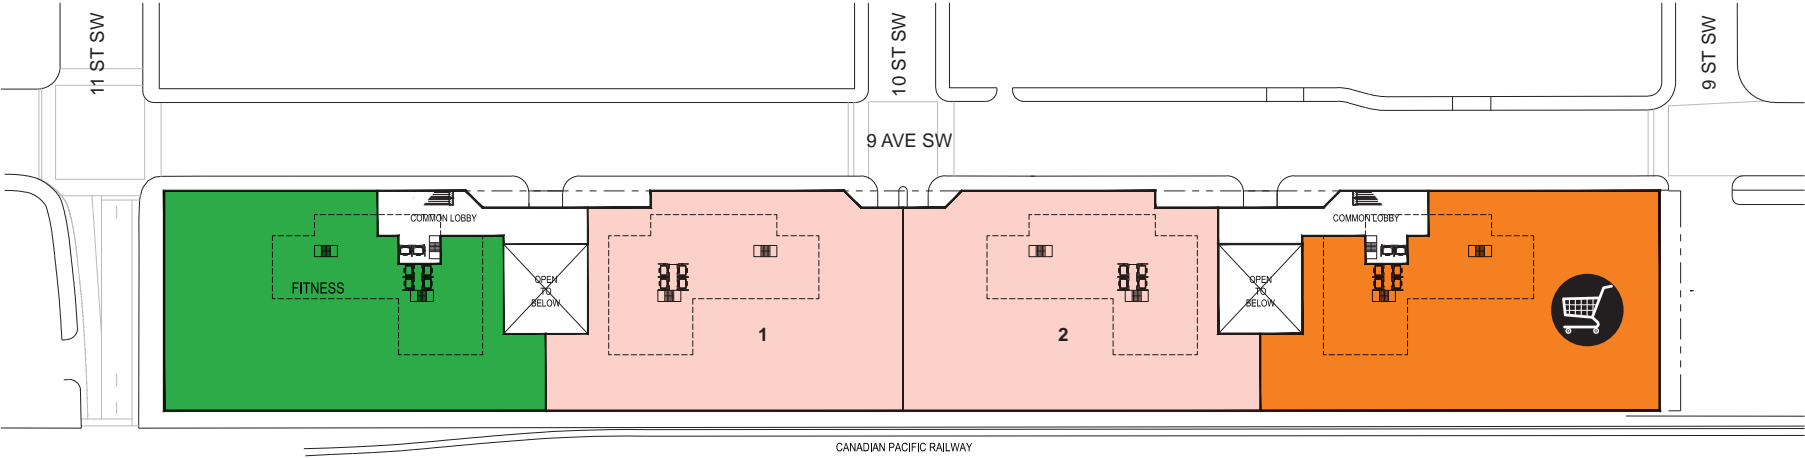 11 ST SW
10 ST SW
9 ST SW
9 AVE SW
COMMON LOBBY
COMMON LOBBY
FITNESS
OPEN
TO
BELOW
OPEN
TO
BELOW
1
2
CANADIAN PACIFIC RAILWAY